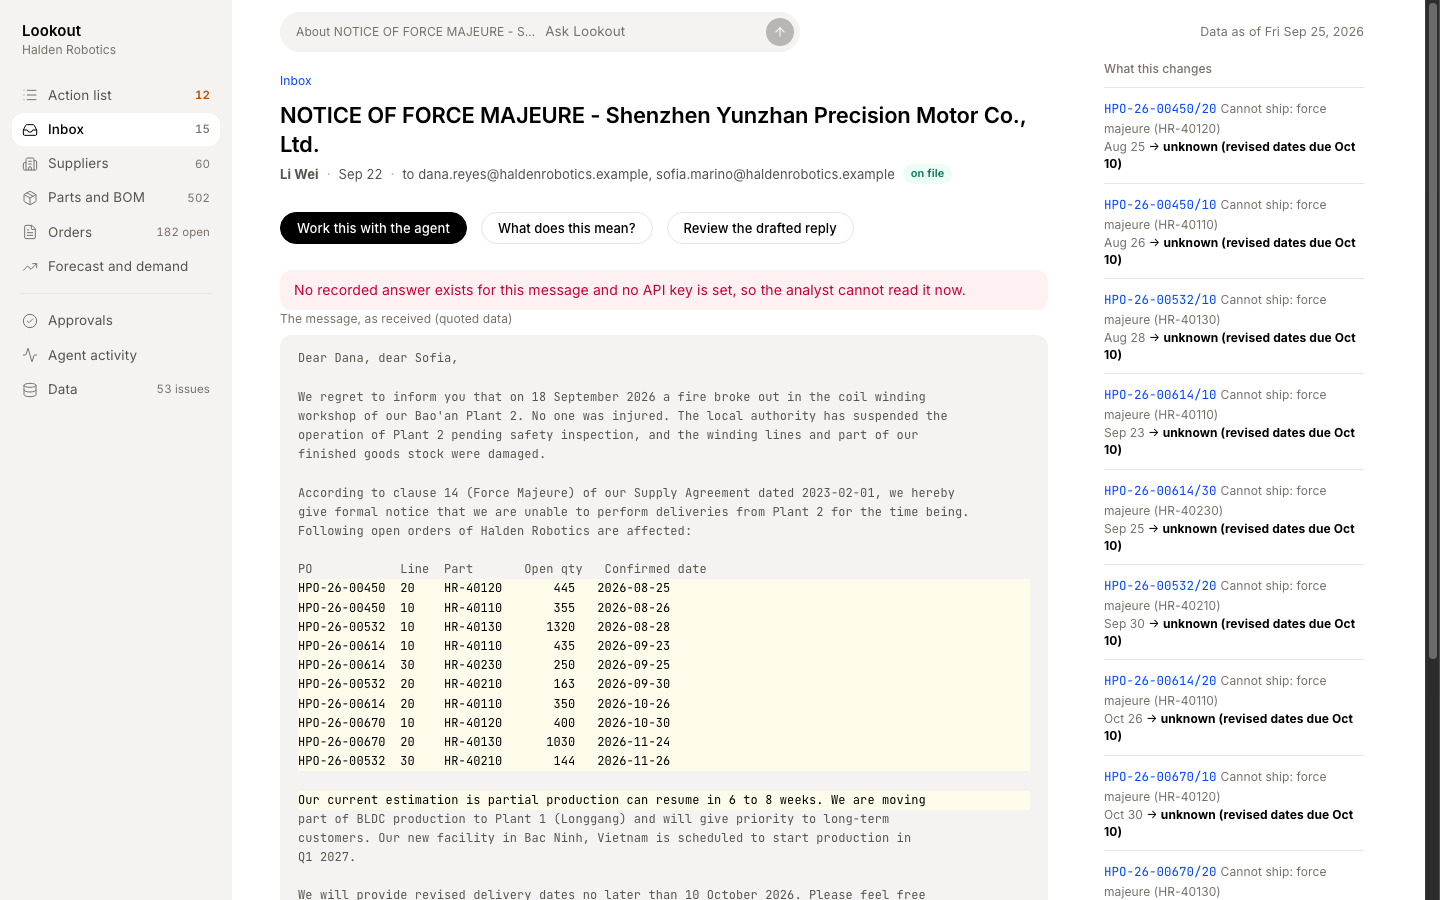 Lookout
Halden Robotics
Action list 12
Inbox 15
Suppliers 60
Parts and BOM 502
Orders 182 open
Forecast and demand
Approvals
Agent activity
Data 53 issues
About NOTICE OF FORCE MAJEURE - S... Ask Lookout
Data as of Fri Sep 25, 2026
Inbox
NOTICE OF FORCE MAJEURE - Shenzhen Yunzhan Precision Motor Co.,
Ltd.
Li Wei · Sep 22 · to dana.reyes@haldenrobotics.example, sofia.marino@haldenrobotics.example on file
Work this with the agent
What does this mean?
Review the drafted reply
No recorded answer exists for this message and no API key is set, so the analyst cannot read it now.
The message, as received (quoted data)
Dear Dana, dear Sofia,
We regret to inform you that on 18 September 2026 a fire broke out in the coil winding
workshop of our Bao'an Plant 2. No one was injured. The local authority has suspended the
operation of Plant 2 pending safety inspection, and the winding lines and part of our
finished goods stock were damaged.
According to clause 14 (Force Majeure) of our Supply Agreement dated 2023-02-01, we hereby
give formal notice that we are unable to perform deliveries from Plant 2 for the time being.
Following open orders of Halden Robotics are affected:
PO Line Part Open qty Confirmed date
HPO-26-00450 20 HR-40120 445 2026-08-25
HPO-26-00450 10 HR-40110 355 2026-08-26
HPO-26-00532 10 HR-40130 1320 2026-08-28
HPO-26-00614 10 HR-40110 435 2026-09-23
HPO-26-00614 30 HR-40230 250 2026-09-25
HPO-26-00532 20 HR-40210 163 2026-09-30
HPO-26-00614 20 HR-40110 350 2026-10-26
HPO-26-00670 10 HR-40120 400 2026-10-30
HPO-26-00670 20 HR-40130 1030 2026-11-24
HPO-26-00532 30 HR-40210 144 2026-11-26
Our current estimation is partial production can resume in 6 to 8 weeks. We are moving
part of BLDC production to Plant 1 (Longgang) and will give priority to long-term
customers. Our new facility in Bac Ninh, Vietnam is scheduled to start production in
Q1 2027.
We will provide revised delivery dates no later than 10 October 2026. Please feel free
What this changes
HPO-26-00450/20 Cannot ship: force
majeure (HR-40120)
Aug 25 → unknown (revised dates due Oct
10)
HPO-26-00450/10 Cannot ship: force
majeure (HR-40110)
Aug 26 → unknown (revised dates due Oct
10)
HPO-26-00532/10 Cannot ship: force
majeure (HR-40130)
Aug 28 → unknown (revised dates due Oct
10)
HPO-26-00614/10 Cannot ship: force
majeure (HR-40110)
Sep 23 → unknown (revised dates due Oct
10)
HPO-26-00614/30 Cannot ship: force
majeure (HR-40230)
Sep 25 → unknown (revised dates due Oct
10)
HPO-26-00532/20 Cannot ship: force
majeure (HR-40210)
Sep 30 → unknown (revised dates due Oct
10)
HPO-26-00614/20 Cannot ship: force
majeure (HR-40110)
Oct 26 → unknown (revised dates due Oct
10)
HPO-26-00670/10 Cannot ship: force
majeure (HR-40120)
Oct 30 → unknown (revised dates due Oct
10)
HPO-26-00670/20 Cannot ship: force
majeure (HR-40130)